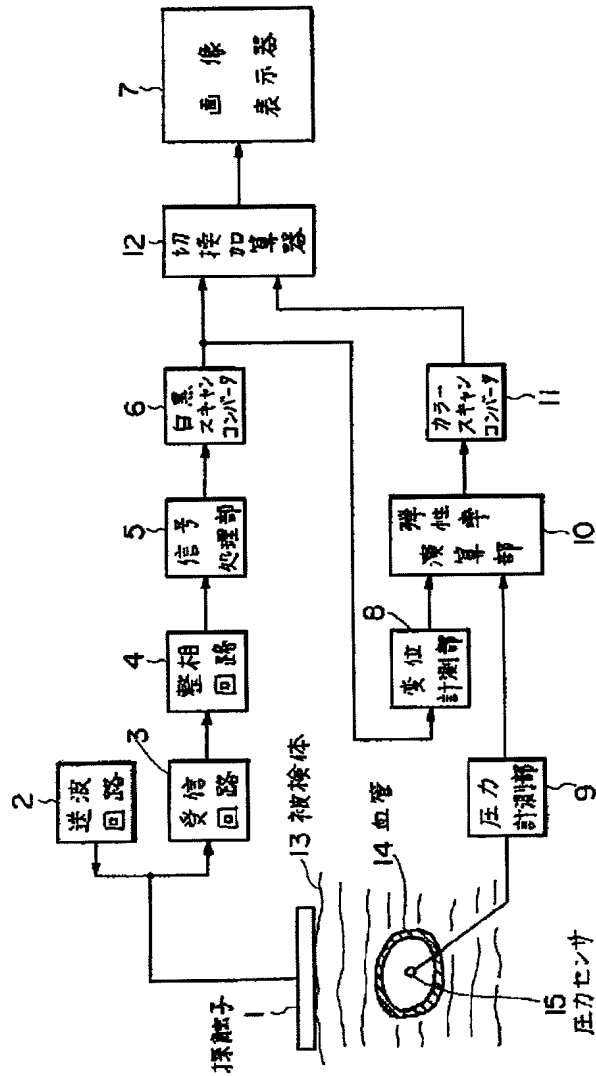 探触子
1
2
送波
回路
3
受信
回路
4
整相
回路
5
信号
処理部
6
白黒
スキャン
コンバータ
12
切換
加算器
7
画像
表示器
8
変位
計測部
9
圧力
計測部
10
弾性率
演算部
11
カラー
スキャン
コンバータ
13 被検体
14 血管
15
圧力センサ